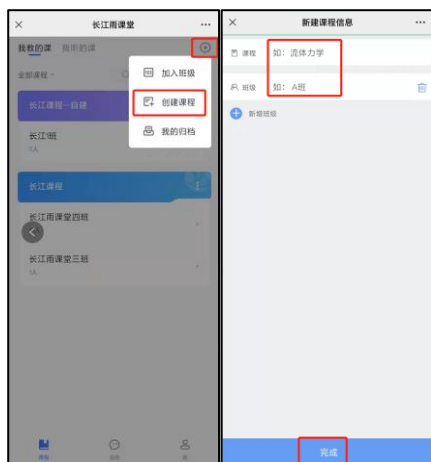 长江雨课堂
我教的课 我听的课
全部课程
加入班级
创建课程
我的归档
长江课程—自建
长江1班
长江课程
长江雨课堂四班
长江雨课堂三班
课程
我
新建课程信息
课程 如：流体力学
班级 如：A班
新增班级
完成